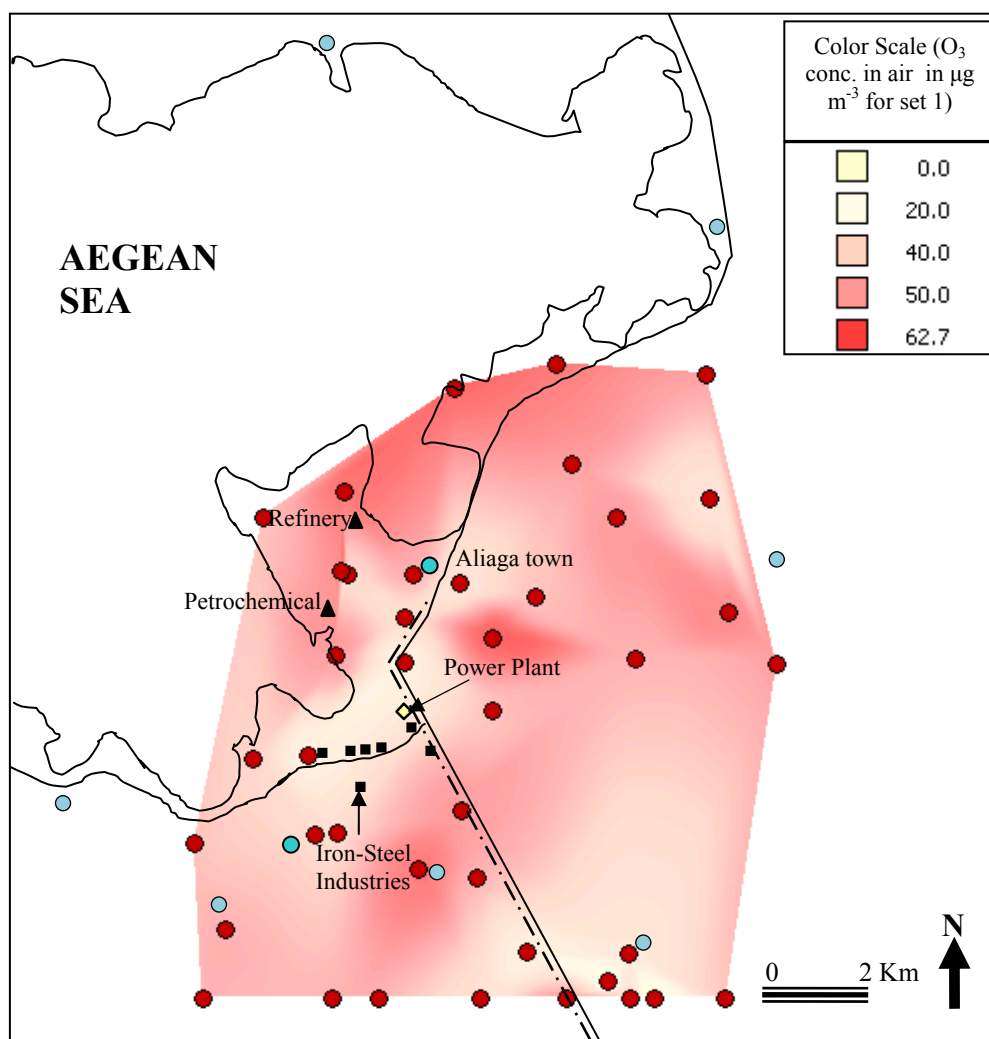 Color Scale (O3
conc. in air in μg
m-3 for set 1)
0.0
20.0
40.0
50.0
62.7
AEGEAN
SEA
Refinery
Aliaga town
Petrochemical
Power Plant
Iron-Steel
Industries
N
0 2 Km